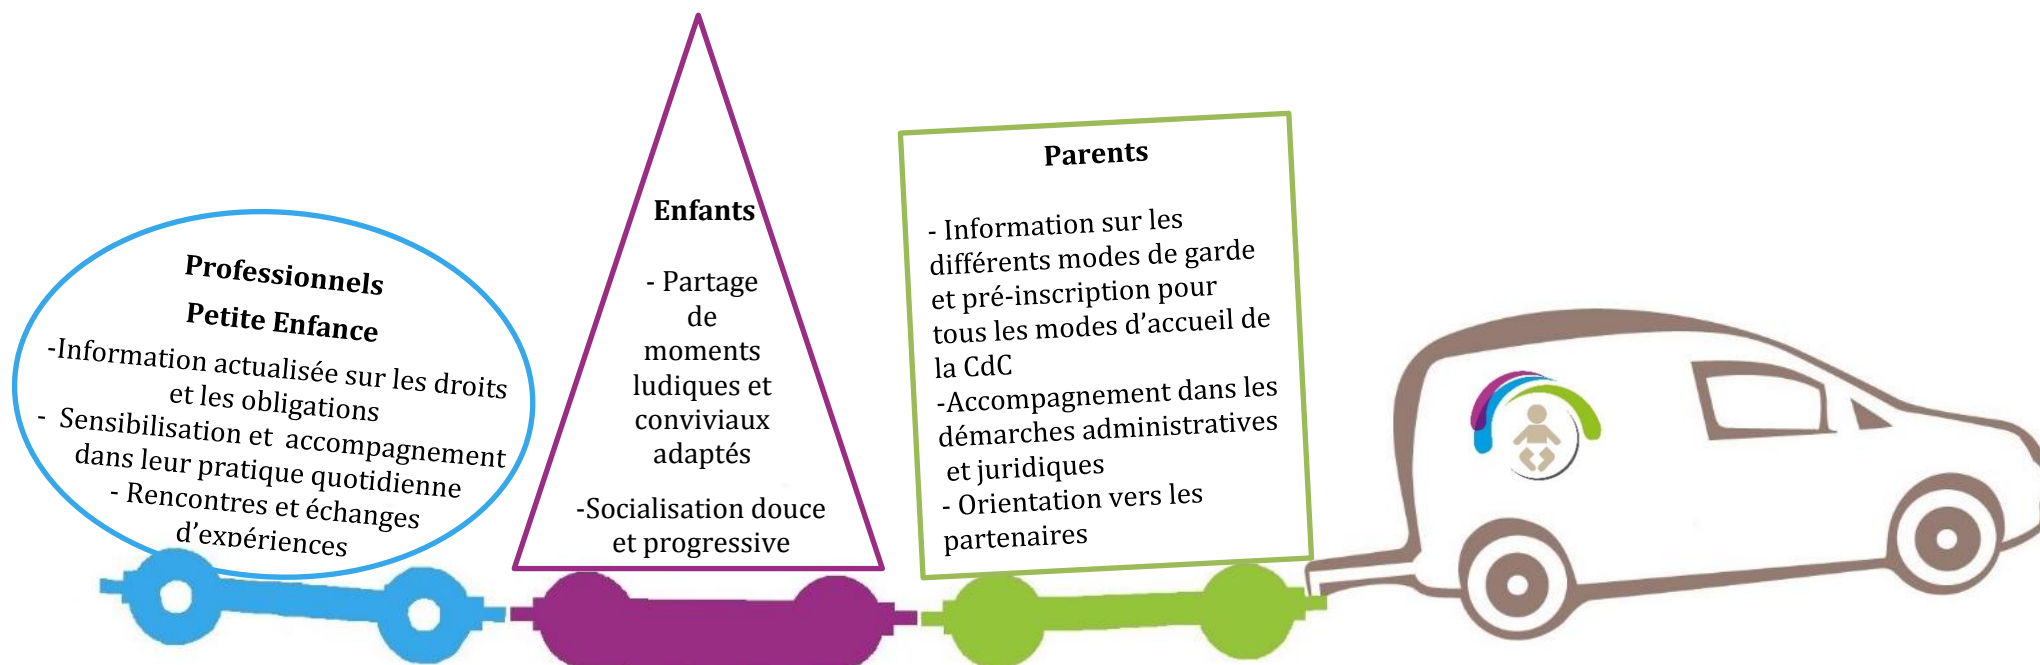 Professionnels
Petite Enfance
-Information actualisée sur les droits
et les obligations
- Sensibilisation et accompagnement
dans leur pratique quotidienne
- Rencontres et échanges
d’expériences
Enfants
- Partage
de
moments
ludiques et
conviviaux
adaptés
-Socialisation douce
et progressive
Parents
- Information sur les
différents modes de garde
et pré-inscription pour
tous les modes d’accueil de
la CdC
-Accompagnement dans les
démarches administratives
et juridiques
- Orientation vers les
partenaires